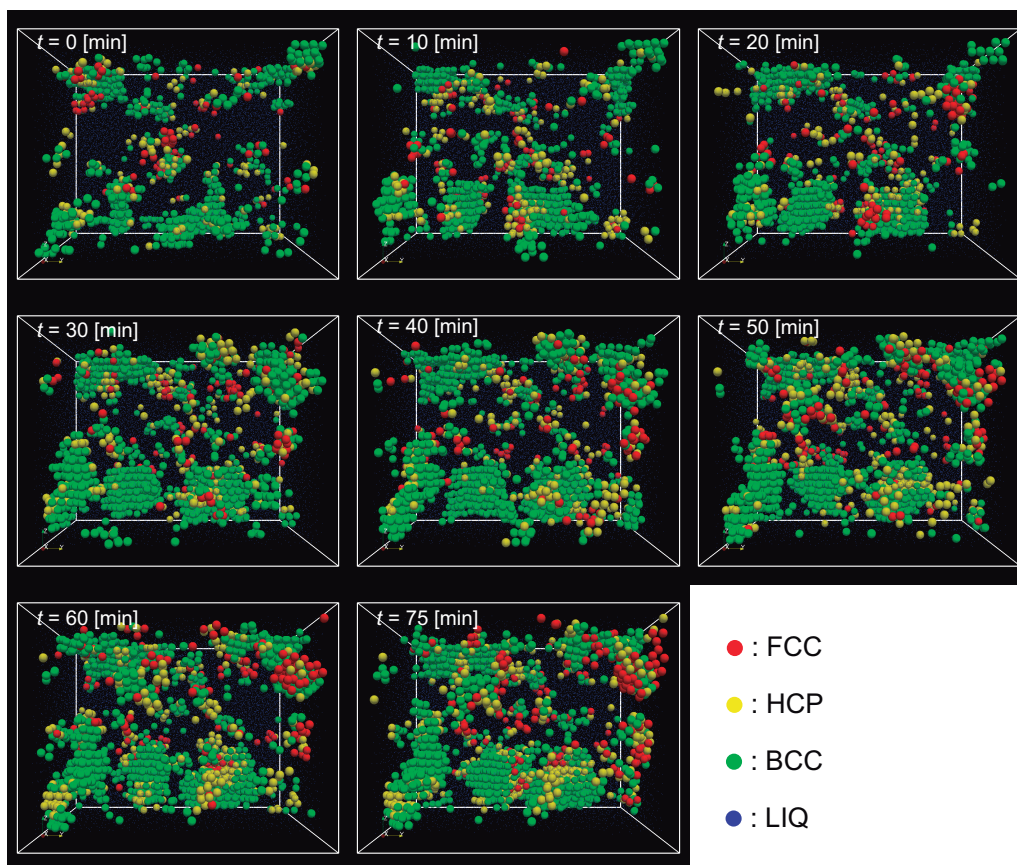 t = 0 [min]
t = 10 [min]
t = 20 [min]
t = 30 [min]
t = 40 [min]
t = 50 [min]
t = 60 [min]
t = 75 [min]
: FCC
: HCP
: BCC
: LIQ